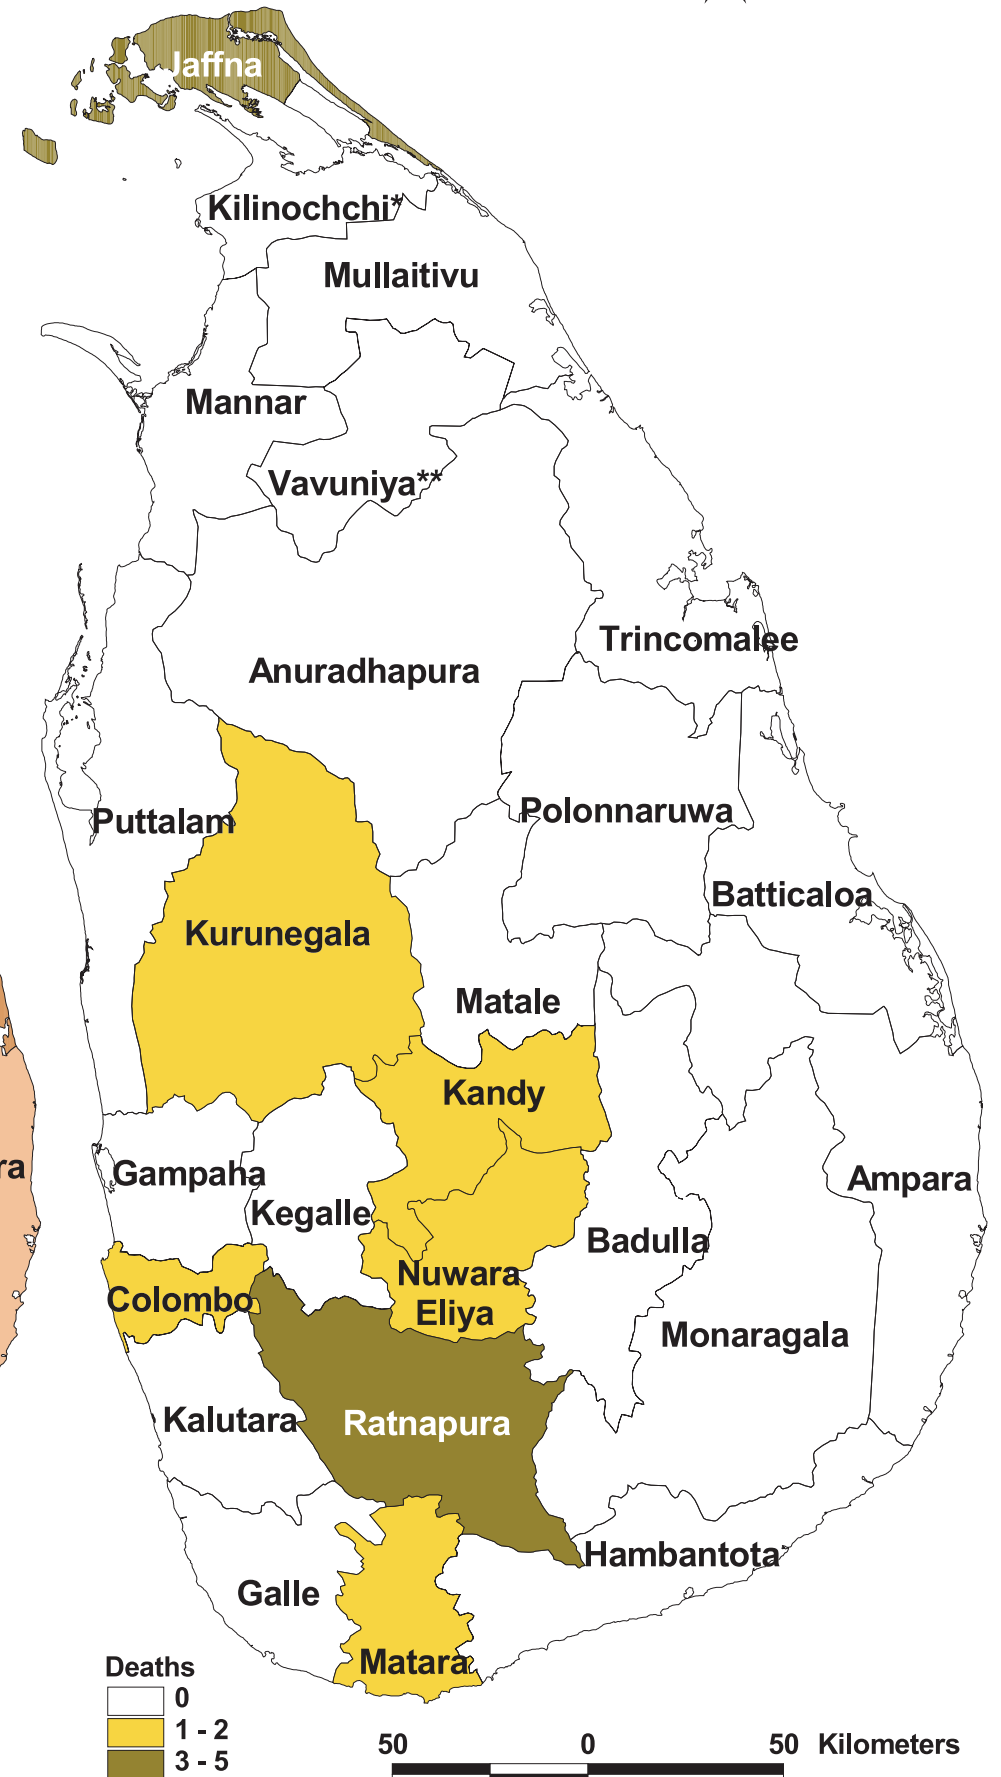 Jaffna
Kilinochchi*
Mullaitivu
Mannar
Vavuniya**
Trincomalee
Anuradhapura
Polonnaruwa
Puttalam
Batticaloa
Kurunegala
Matale
Kandy
Gampaha
ra
Ampara
Kegalle
Badulla
Nuwara
Eliya
Colombo
Monaragala
Kalutara
Ratnapura
Hambantota
Galle
Matara
Deaths
0
1 - 2
3 - 5
50 0 50 Kilometers